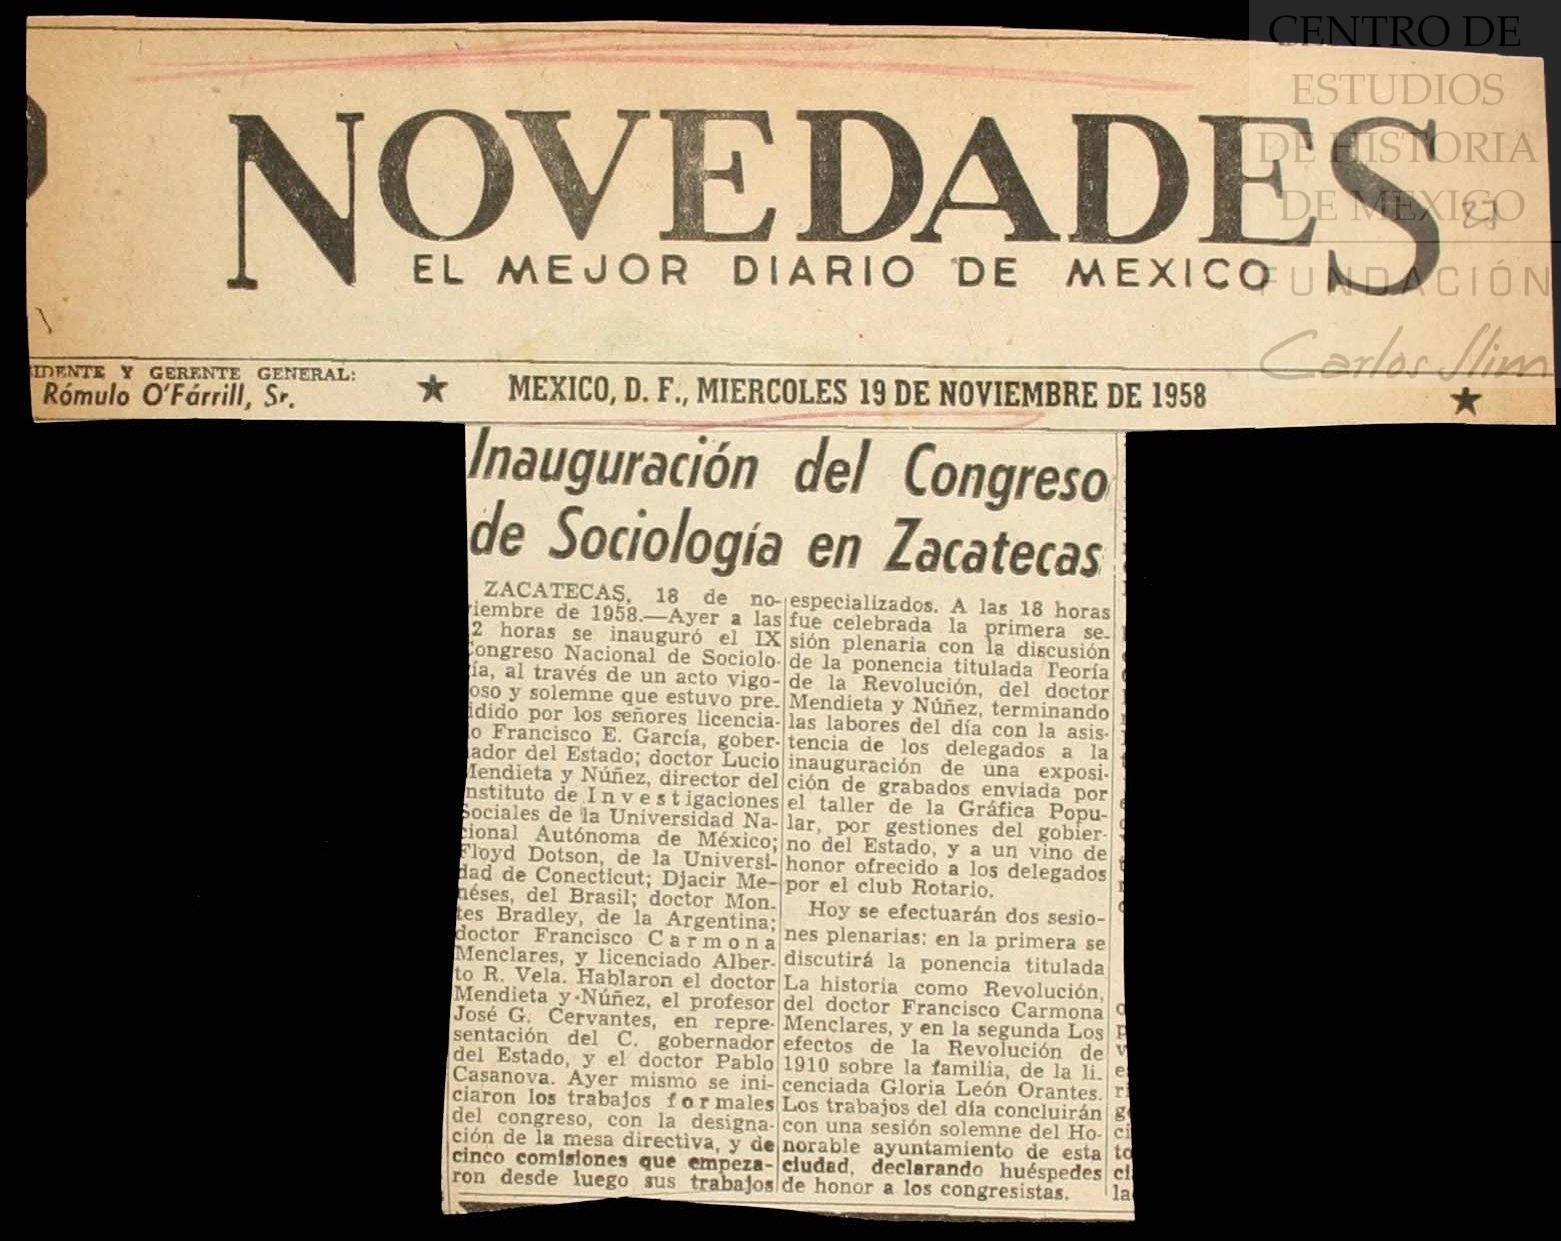 CENTRO DE
ESTUDIOS
DE HISTORIA
DE MEXICO
FUNDACIÓN
Carlos Slim
NOVEDADES
EL MEJOR DIARIO DE MEXICO
IDENTE Y GERENTE GENERAL:
Rómulo O'Fárrill, Sr.
MEXICO, D. F., MIERCOLES 19 DE NOVIEMBRE DE 1958
Inauguración del Congreso
de Sociología en Zacatecas
ZACATECAS, 18 de no-
iembre de 1958.—Ayer a las
2 horas se inauguró el IX
Congreso Nacional de Sociolo-
ía, al través de un acto vigo-
oso y solemne que estuvo pre-
idido por los señores licencia-
o Francisco E. García, gober-
ador del Estado; doctor Lucio
Mendieta y Núñez, director del
nstituto de Investigaciones
Sociales de la Universidad Na-
cional Autónoma de México;
Floyd Dotson, de la Universi-
dad de Conecticut; Djacir Me-
néses, del Brasil; doctor Mon-
tes Bradley, de la Argentina;
doctor Francisco Carmona
Menclares, y licenciado Alber-
to R. Vela. Hablaron el doctor
Mendieta y Núñez, el profesor
José G. Cervantes, en repre-
sentación del C. gobernador
del Estado, y el doctor Pablo
Casanova. Ayer mismo se ini-
ciaron los trabajos formales
del congreso, con la designa-
ción de la mesa directiva, y de
cinco comisiones que empeza-
ron desde luego sus trabajos
especializados. A las 18 horas
fue celebrada la primera se-
sión plenaria con la discusión
de la ponencia titulada Teoría
de la Revolución, del doctor
Mendieta y Núñez, terminando
las labores del día con la asis-
tencia de los delegados a la
inauguración de una exposi-
ción de grabados enviada por
el taller de la Gráfica Popu-
lar, por gestiones del gobier-
no del Estado, y a un vino de
honor ofrecido a los delegados
por el club Rotario.
Hoy se efectuarán dos sesio-
nes plenarias: en la primera se
discutirá la ponencia titulada
La historia como Revolución,
del doctor Francisco Carmona
Menclares, y en la segunda Los
efectos de la Revolución de
1910 sobre la familia, de la li-
cenciada Gloria León Orantes.
Los trabajos del día concluirán
con una sesión solemne del Ho-
norable ayuntamiento de esta
ciudad, declarando huéspedes
de honor a los congresistas.